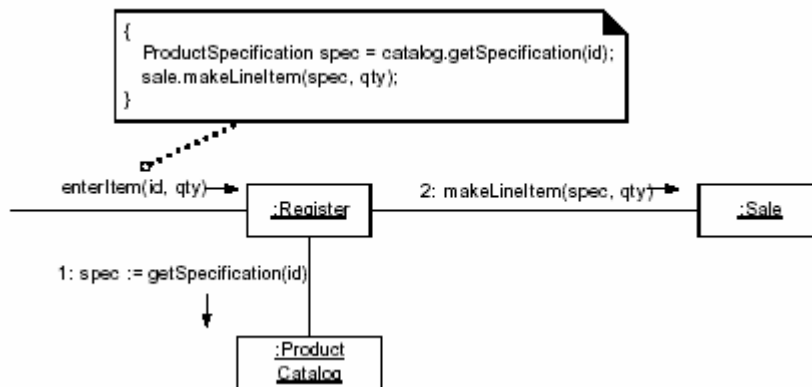 {
ProductSpecification spec = catalog.getSpecification(id);
sale.makeLineItem(spec, qty);
}
enterItem(id, qty)
:Register
2: makeLineItem(spec, qty)
:Sale
1: spec := getSpecification(id)
:Product
Catalog